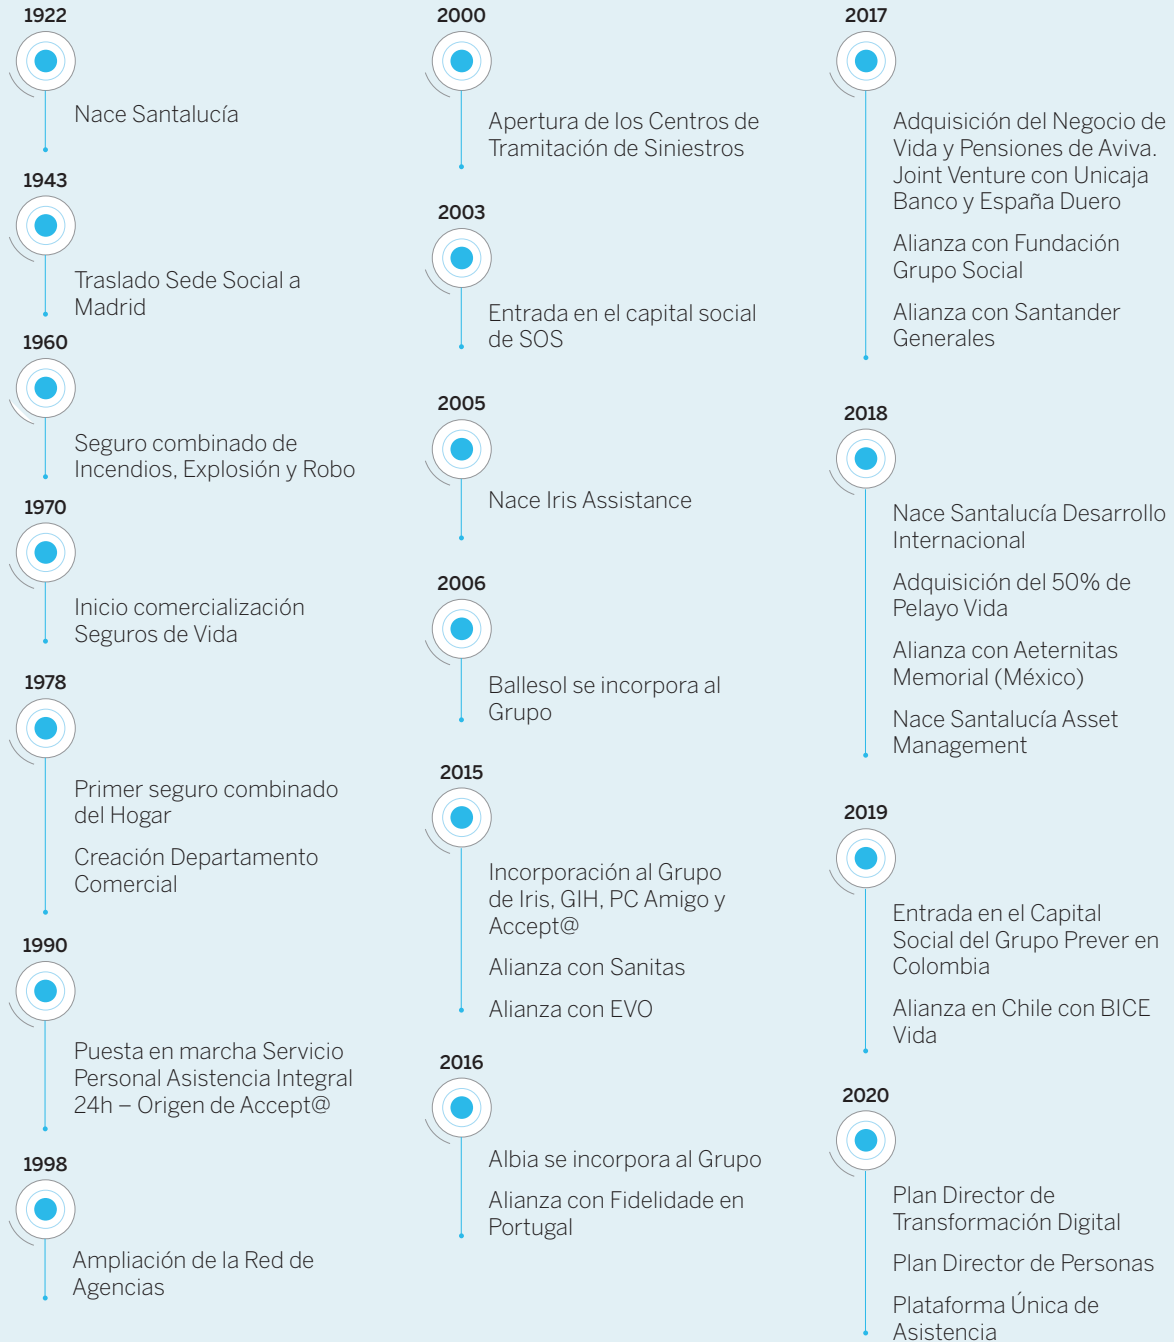 1922
Nace Santalucía
1943
Traslado Sede Social a
Madrid
1960
Seguro combinado de
Incendios, Explosión y Robo
1970
Inicio comercialización
Seguros de Vida
1978
Primer seguro combinado
del Hogar
Creación Departamento
Comercial
1990
Puesta en marcha Servicio
Personal Asistencia Integral
24h – Origen de Accept@
1998
Ampliación de la Red de
Agencias
2000
Apertura de los Centros de
Tramitación de Siniestros
2003
Entrada en el capital social
de SOS
2005
Nace Iris Assistance
2006
Ballesol se incorpora al
Grupo
2015
Incorporación al Grupo
de Iris, GIH, PC Amigo y
Accept@
Alianza con Sanitas
Alianza con EVO
2016
Albia se incorpora al Grupo
Alianza con Fidelidade en
Portugal
2017
Adquisición del Negocio de
Vida y Pensiones de Aviva.
Joint Venture con Unicaja
Banco y España Duero
Alianza con Fundación
Grupo Social
Alianza con Santander
Generales
2018
Nace Santalucía Desarrollo
Internacional
Adquisición del 50% de
Pelayo Vida
Alianza con Aeternitas
Memorial (México)
Nace Santalucía Asset
Management
2019
Entrada en el Capital
Social del Grupo Prever en
Colombia
Alianza en Chile con BICE
Vida
2020
Plan Director de
Transformación Digital
Plan Director de Personas
Plataforma Única de
Asistencia